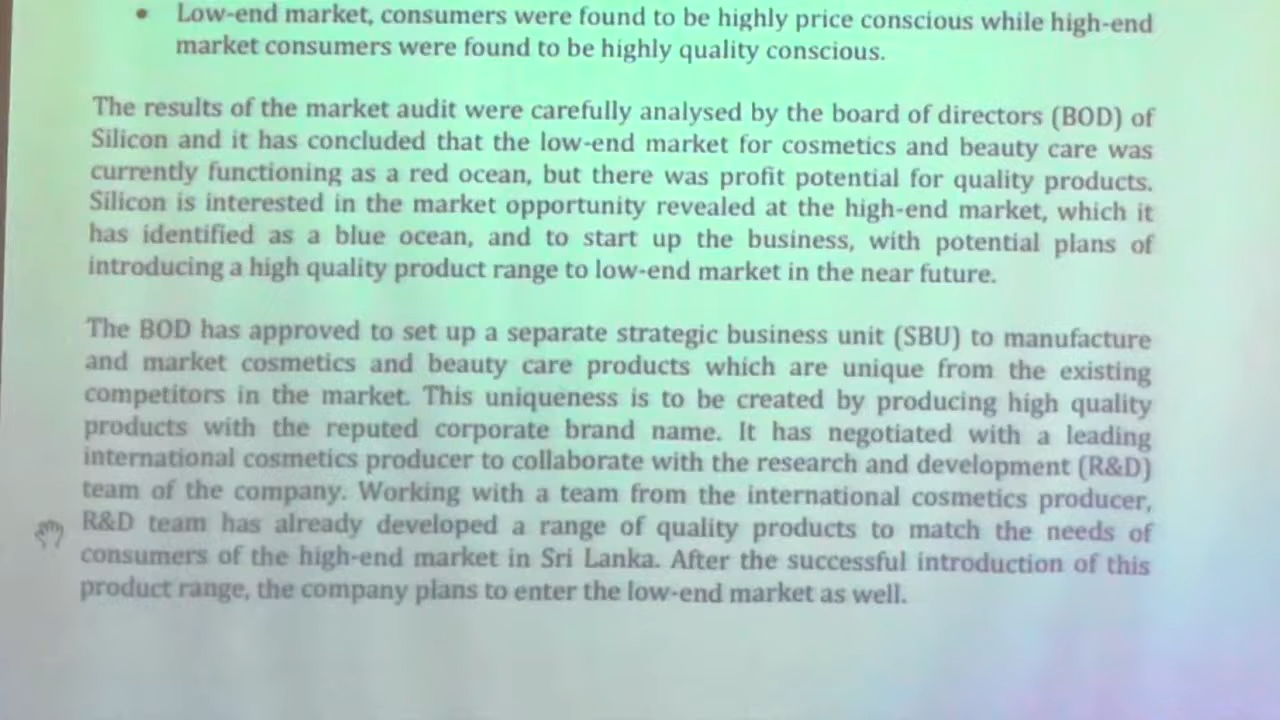 • Low-end market, consumers were found to be highly price conscious while high-end
market consumers were found to be highly quality conscious.
The results of the market audit were carefully analysed by the board of directors (BOD) of
Silicon and it has concluded that the low-end market for cosmetics and beauty care was
currently functioning as a red ocean, but there was profit potential for quality products.
Silicon is interested in the market opportunity revealed at the high-end market, which it
has identified as a blue ocean, and to start up the business, with potential plans of
introducing a high quality product range to low-end market in the near future.
The BOD has approved to set up a separate strategic business unit (SBU) to manufacture
and market cosmetics and beauty care products which are unique from the existing
competitors in the market. This uniqueness is to be created by producing high quality
products with the reputed corporate brand name. It has negotiated with a leading
international cosmetics producer to collaborate with the research and development (R&D)
team of the company. Working with a team from the international cosmetics producer,
R&D team has already developed a range of quality products to match the needs of
consumers of the high-end market in Sri Lanka. After the successful introduction of this
product range, the company plans to enter the low-end market as well.